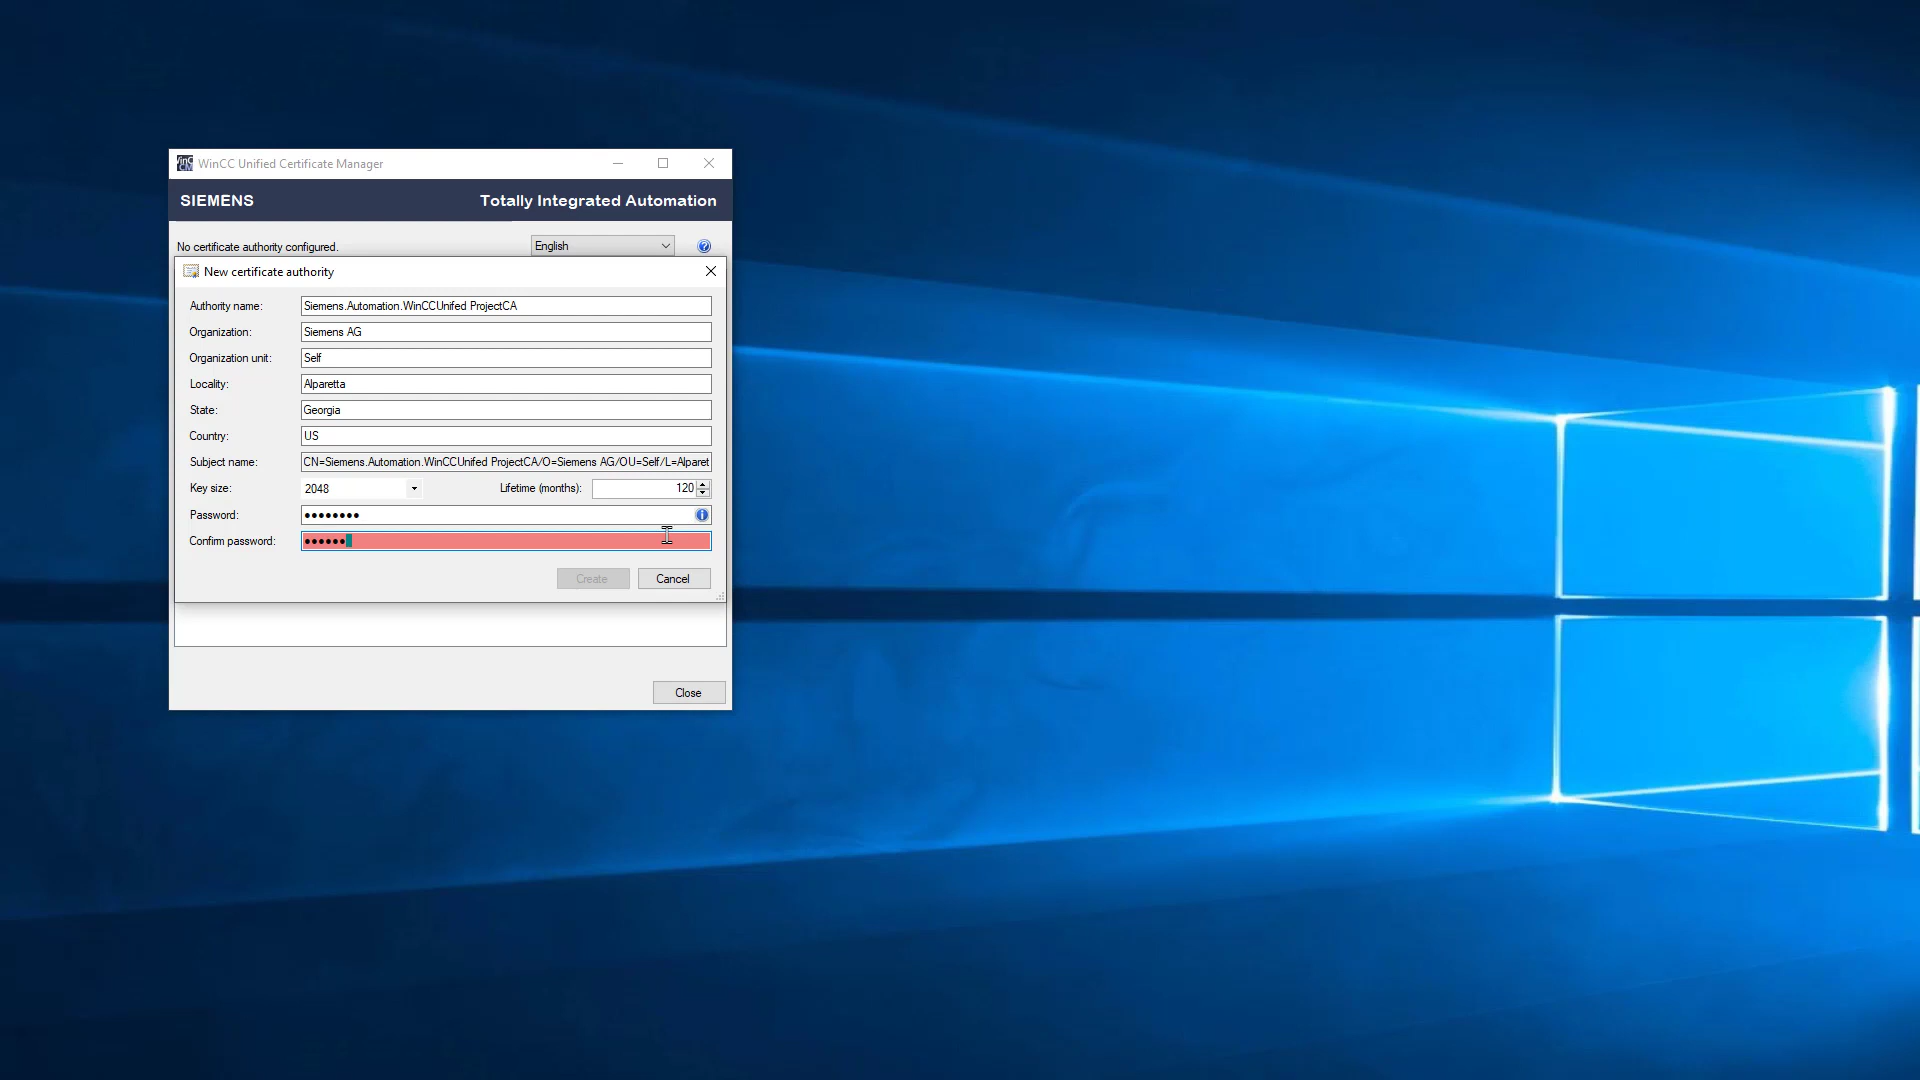 WinCC Unified Certificate Manager
SIEMENS Totally Integrated Automation
No certificate authority configured. English
New certificate authority
Authority name: Siemens.Automation.WinCCUnifed ProjectCA
Organization: Siemens AG
Organization unit: Self
Locality: Alparetta
State: Georgia
Country: US
Subject name: CN=Siemens.Automation.WinCCUnifed ProjectCA/O=Siemens AG/OU=Self/L=Alparet
Key size: 2048 Lifetime (months): 120
Password: ••••••••
Confirm password: ••••••
Create Cancel
Close